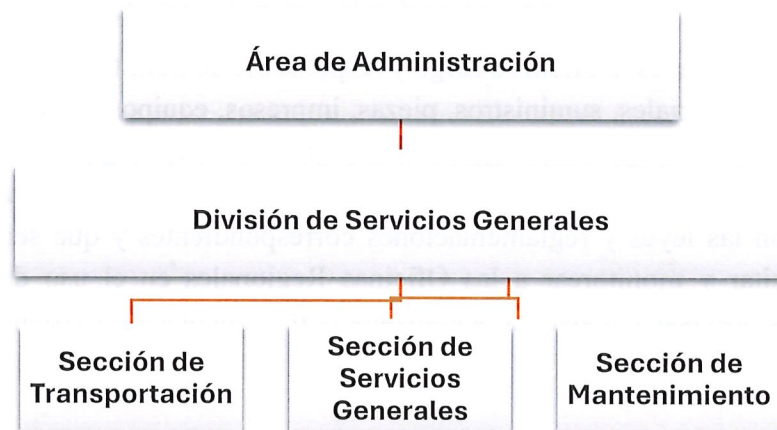 Área de Administración
División de Servicios Generales
Sección de
Transportación
Sección de
Servicios
Generales
Sección de
Mantenimiento